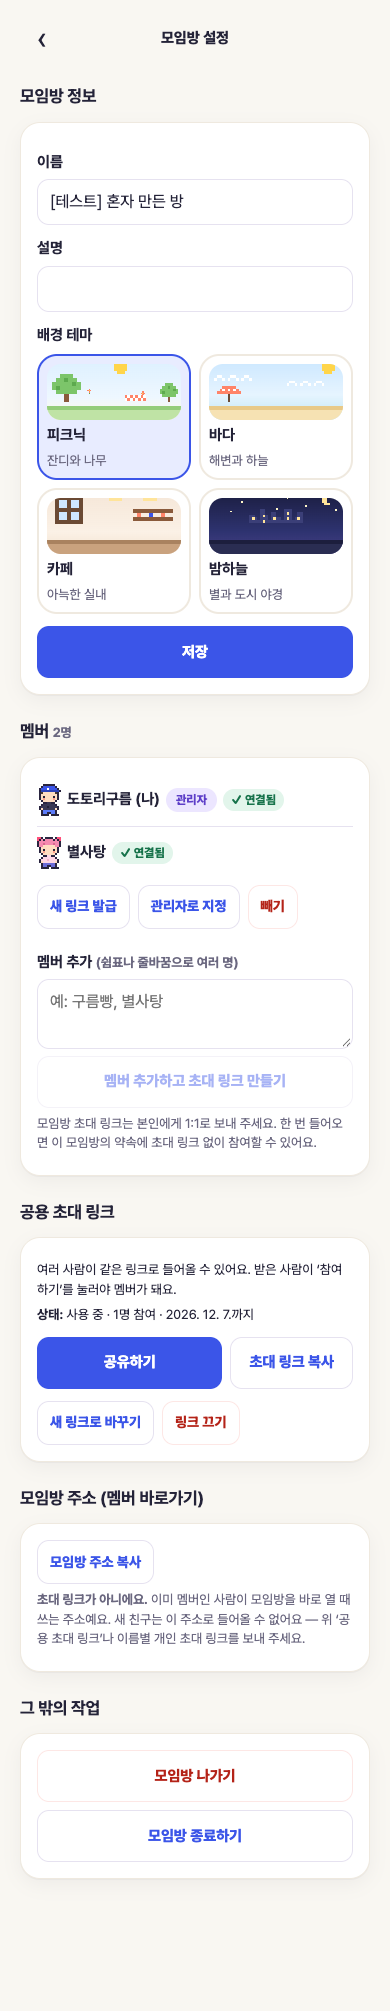 모임방 설정
모임방 정보
이름
[테스트] 혼자 만든 방
설명
배경 테마
피크닉
잔디와 나무
바다
해변과 하늘
카페
아늑한 실내
밤하늘
별과 도시 야경
저장
멤버 2명
도토리구름 (나) 관리자 ✓ 연결됨
별사탕 ✓ 연결됨
새 링크 발급 관리자로 지정 빼기
멤버 추가 (쉼표나 줄바꿈으로 여러 명)
예: 구름빵, 별사탕
멤버 추가하고 초대 링크 만들기
모임방 초대 링크는 본인에게 1:1로 보내 주세요. 한 번 들어오
면 이 모임방의 약속에 초대 링크 없이 참여할 수 있어요.
공용 초대 링크
여러 사람이 같은 링크로 들어올 수 있어요. 받은 사람이 ‘참여
하기’를 눌러야 멤버가 돼요.
상태: 사용 중 · 1명 참여 · 2026. 12. 7.까지
공유하기 초대 링크 복사
새 링크로 바꾸기 링크 끄기
모임방 주소 (멤버 바로가기)
모임방 주소 복사
초대 링크가 아니에요. 이미 멤버인 사람이 모임방을 바로 열 때
쓰는 주소예요. 새 친구는 이 주소로 들어올 수 없어요 — 위 ‘공
용 초대 링크’나 이름별 개인 초대 링크를 보내 주세요.
그 밖의 작업
모임방 나가기
모임방 종료하기